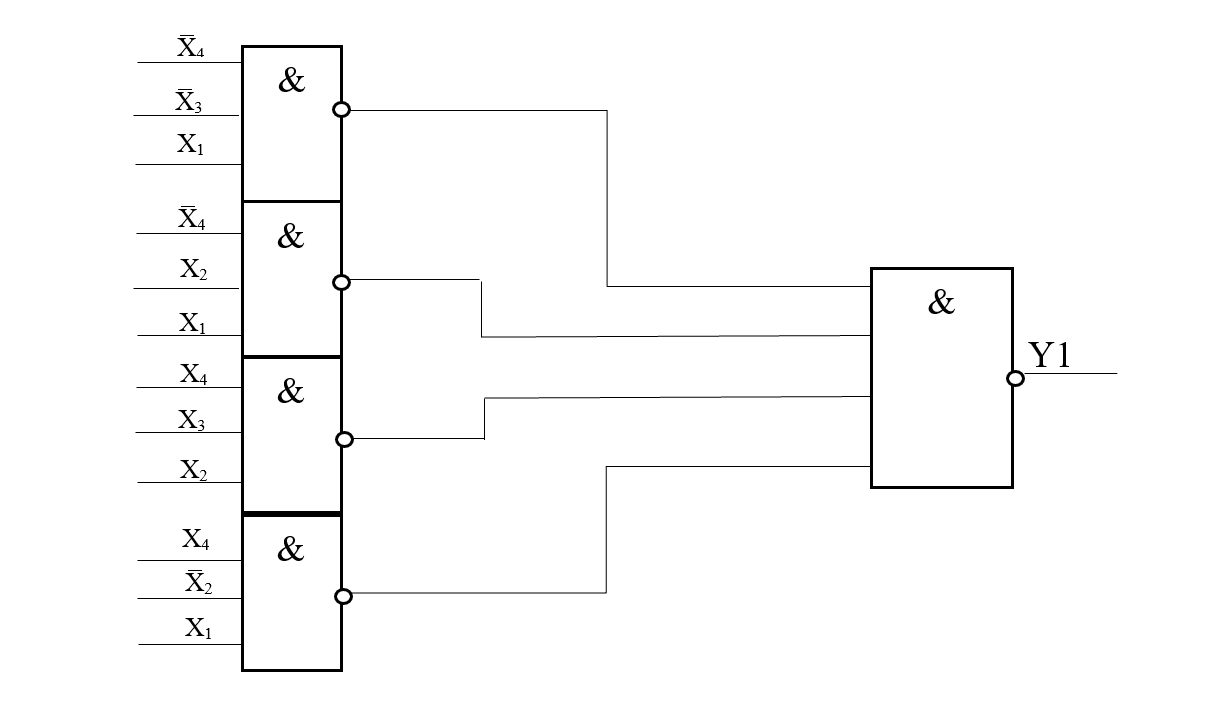 X̅₄
&
X̅₃
X₁
X̅₄
&
X₂
X₁
X₄
&
X₃
X₂
X₄
&
X̅₂
X₁
&
Y1